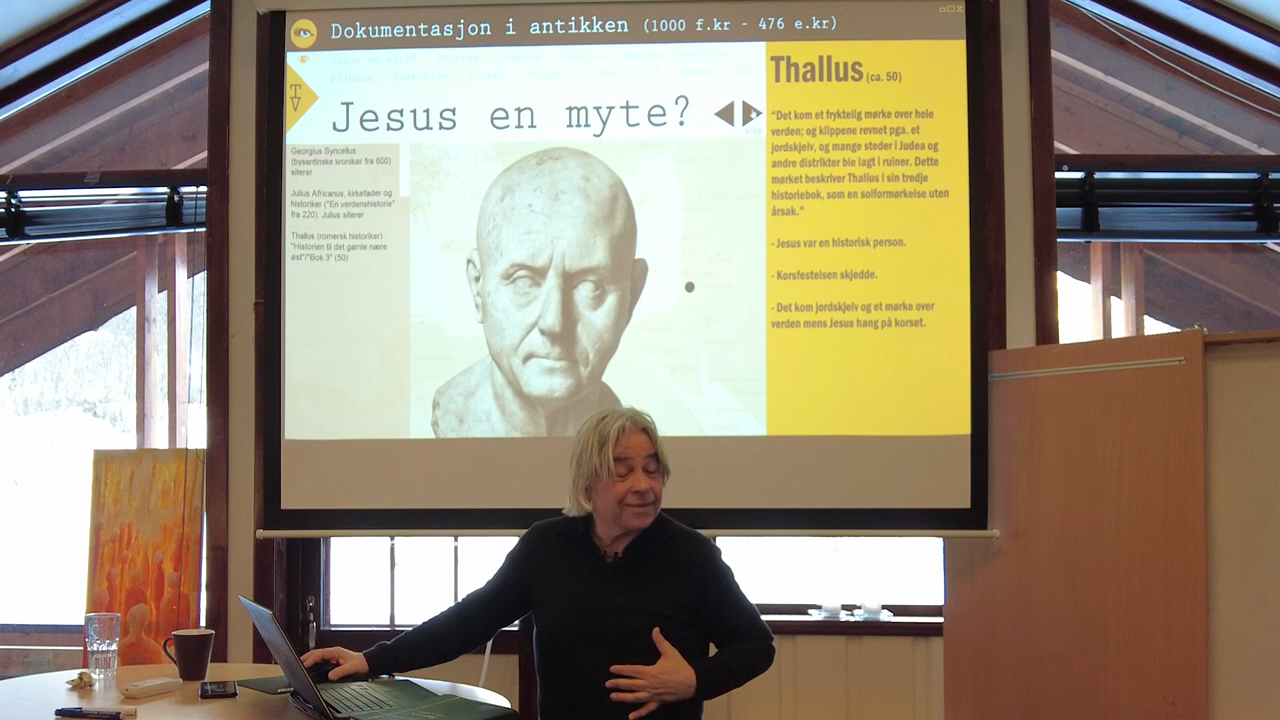 Dokumentasjon i antikken (1000 f.kr - 476 e.kr)
TV
Jesus en myte?
Georgius Syncellus
(bysantinske kronikør fra 800)
siterer
Julius Africanus, kirkefader og
historiker ("En verdenshistorie"
fra 220). Julius siterer
Thallus (romersk historiker)
"Historien til det gamle nære
øst"/"Bok 3" (50)
Thallus (ca. 50)
"Det kom et fryktelig mørke over hele
verden; og klippene revnet pga. et
jordskjelv, og mange steder i Judea og
andre distrikter ble lagt i ruiner. Dette
mørket beskriver Thallus i sin tredje
historiebok, som en solformørkelse uten
årsak."
- Jesus var en historisk person.
- Korsfestelsen skjedde.
- Det kom jordskjelv og et mørke over
verden mens Jesus hang på korset.